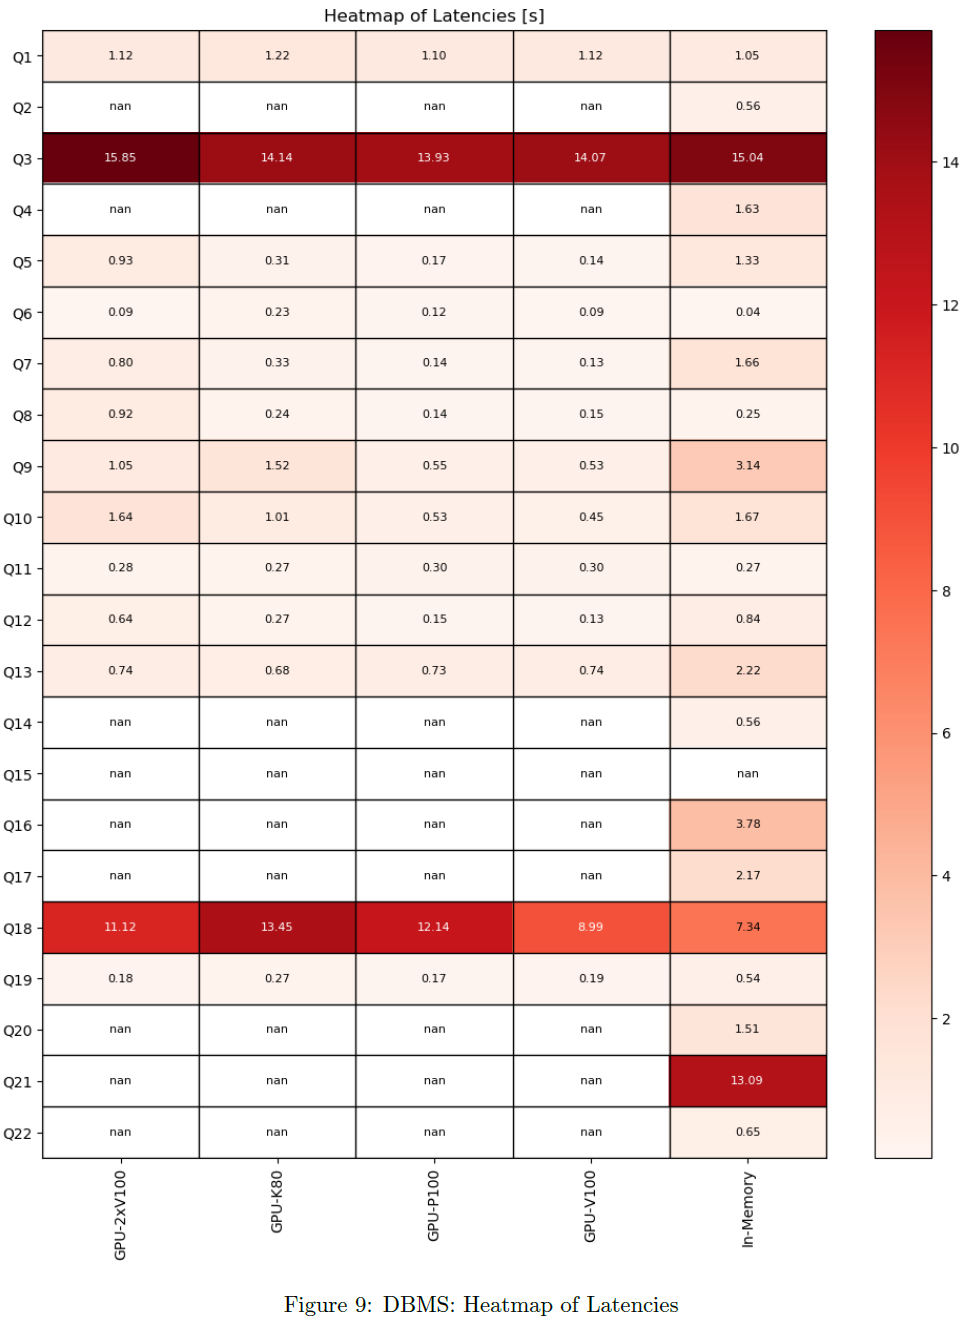 Heatmap of Latencies [s]
Q1 1.12 1.22 1.10 1.12 1.05
Q2 nan nan nan nan 0.56
Q3 15.85 14.14 13.93 14.07 15.04
Q4 nan nan nan nan 1.63
Q5 0.93 0.31 0.17 0.14 1.33
Q6 0.09 0.23 0.12 0.09 0.04
Q7 0.80 0.33 0.14 0.13 1.66
Q8 0.92 0.24 0.14 0.15 0.25
Q9 1.05 1.52 0.55 0.53 3.14
Q10 1.64 1.01 0.53 0.45 1.67
Q11 0.28 0.27 0.30 0.30 0.27
Q12 0.64 0.27 0.15 0.13 0.84
Q13 0.74 0.68 0.73 0.74 2.22
Q14 nan nan nan nan 0.56
Q15 nan nan nan nan nan
Q16 nan nan nan nan 3.78
Q17 nan nan nan nan 2.17
Q18 11.12 13.45 12.14 8.99 7.34
Q19 0.18 0.27 0.17 0.19 0.54
Q20 nan nan nan nan 1.51
Q21 nan nan nan nan 13.09
Q22 nan nan nan nan 0.65
GPU-2xV100 GPU-K80 GPU-P100 GPU-V100 In-Memory
14
12
10
8
6
4
2
Figure 9: DBMS: Heatmap of Latencies